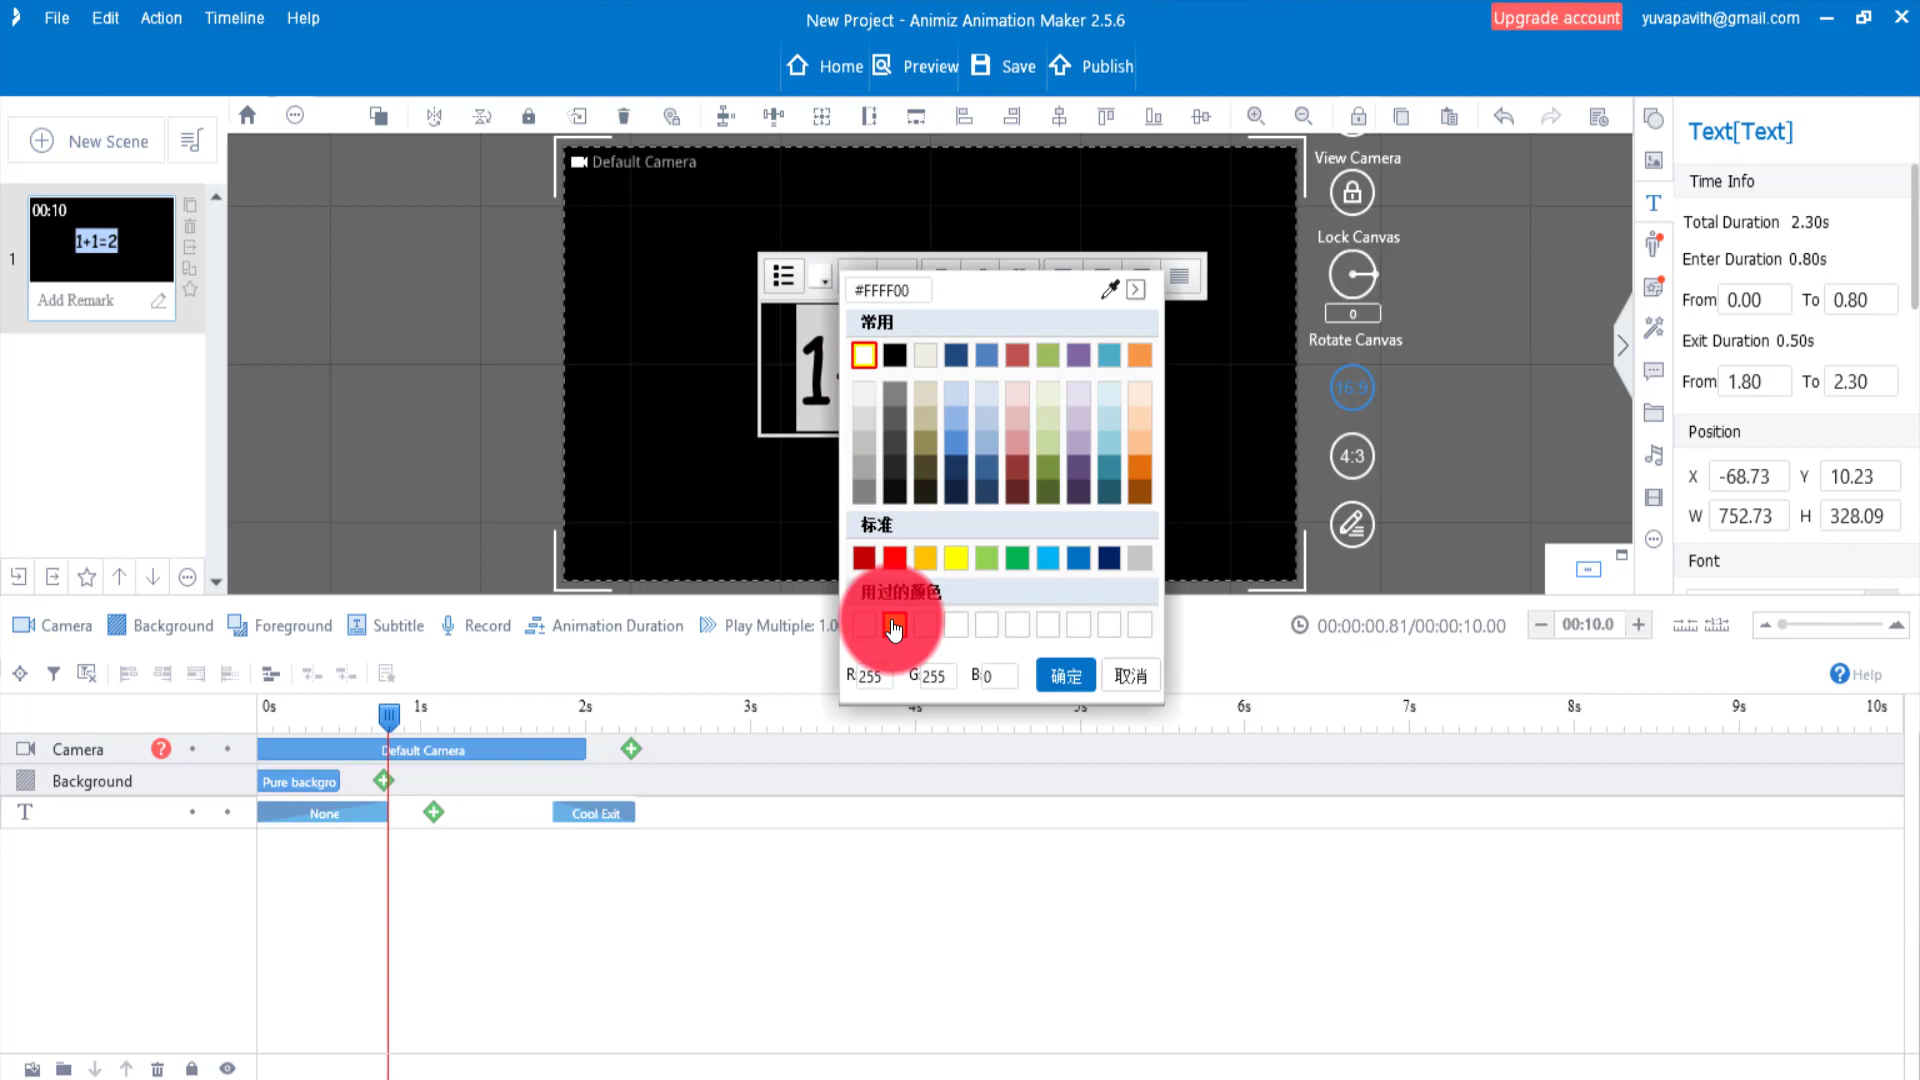 File Edit Action Timeline Help
New Project - Animiz Animation Maker 2.5.6
Upgrade account yuvapavith@gmail.com
Home Preview Save Publish
New Scene
Default Camera
View Camera
Text[Text]
Time Info
00:10
1
1+1=2
Total Duration 2.30s
Lock Canvas
Enter Duration 0.80s
#FFFF00
From 0.00 To 0.80
Add Remark
0
常用
Rotate Canvas
Exit Duration 0.50s
1
16:9
From 1.80 To 2.30
Position
4:3
X -68.73 Y 10.23
W 752.73 H 328.09
标准
Font
用过的颜色
Camera Background Foreground Subtitle Record Animation Duration Play Multiple: 1.0
00:00:00.81/00:00:10.00 00:10.0
R:255 G:255 B:0 确定 取消
Help
0s 1s 2s 3s 4s 5s 6s 7s 8s 9s 10s
Camera ? Default Camera
Background Pure backgro
T None Cool Exit